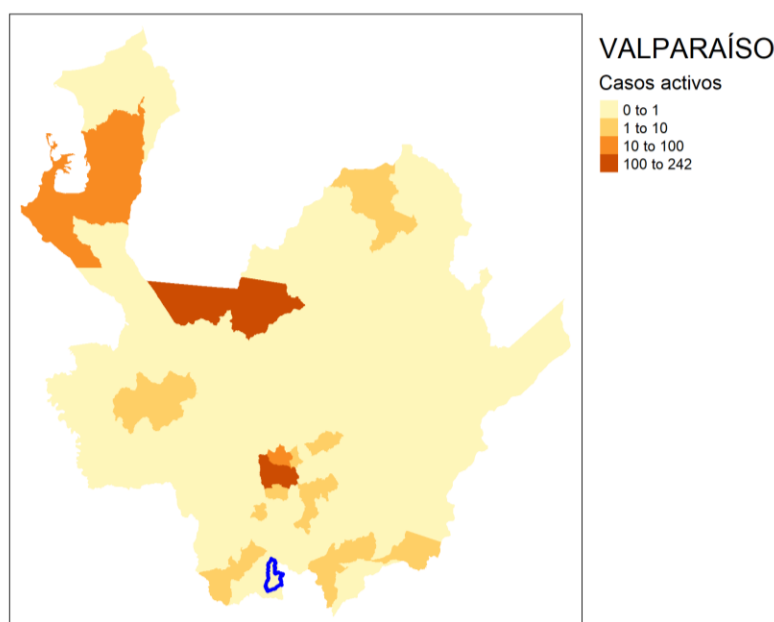 VALPARAÍSO
Casos activos
0 to 1
1 to 10
10 to 100
100 to 242